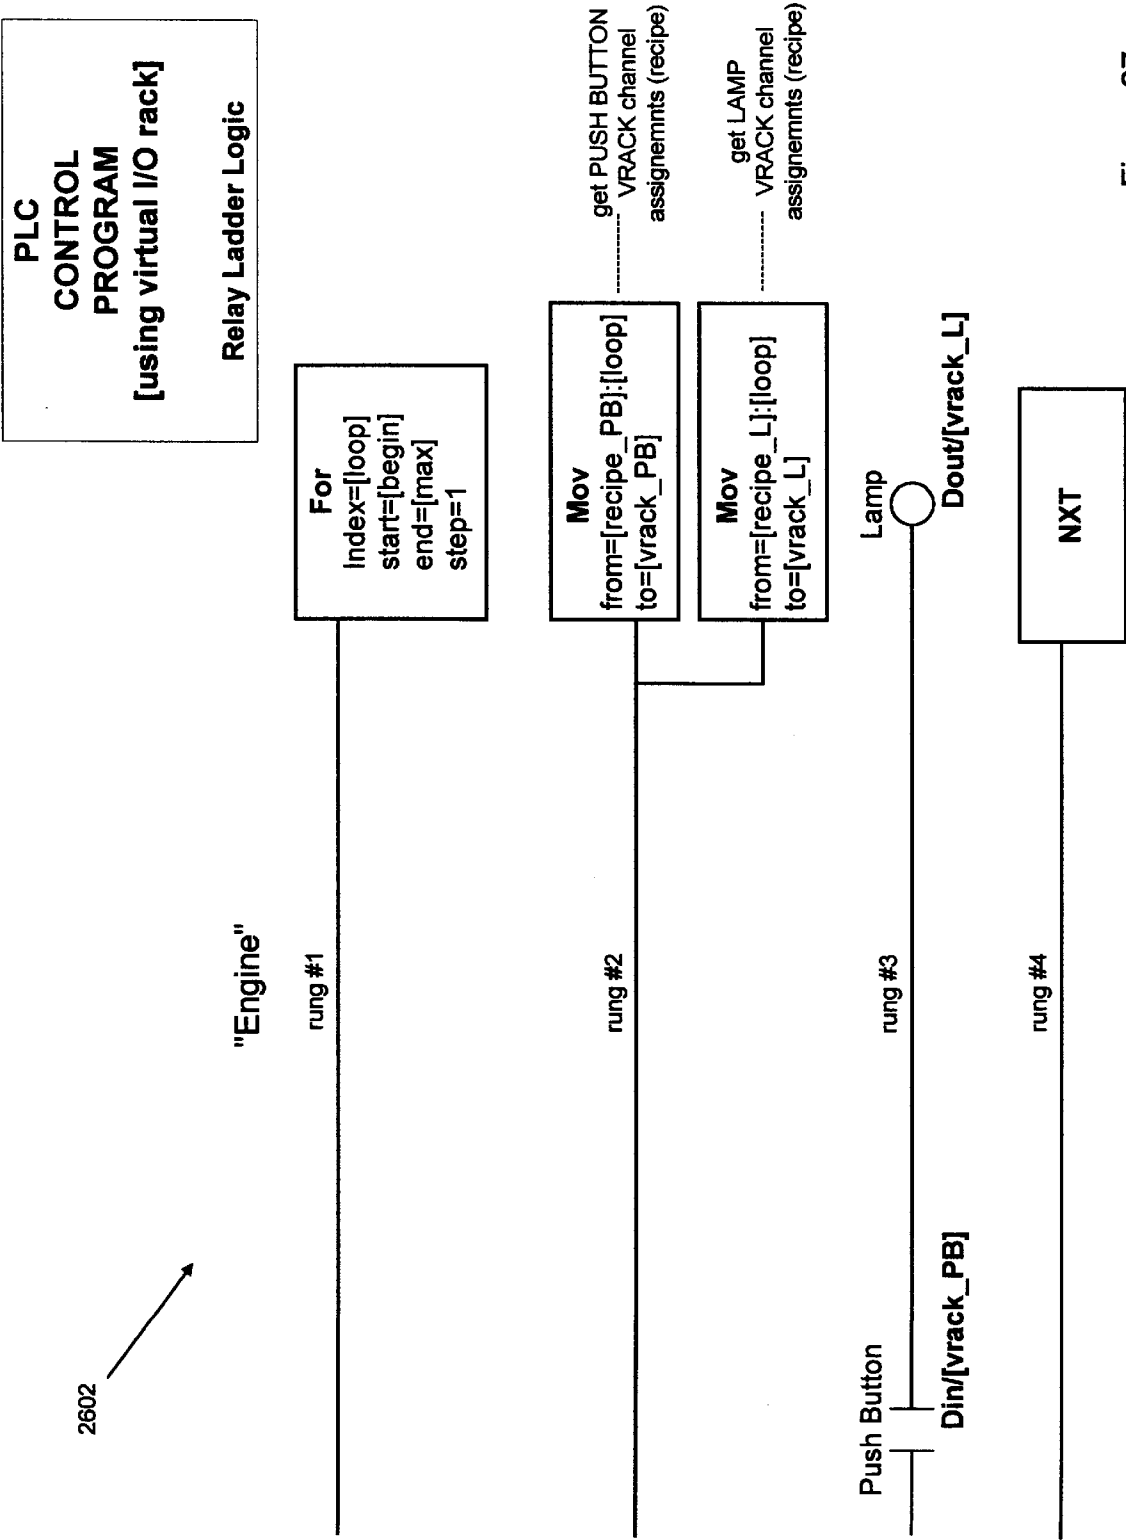 PLC
CONTROL
PROGRAM
[using virtual I/O rack]
Relay Ladder Logic
2602
"Engine"
rung #1
For
Index=[loop]
start=[begin]
end=[max]
step=1
rung #2
Mov
from=[recipe_PB]:[loop]
to=[vrack_PB]
get PUSH BUTTON
VRACK channel
assignemnts (recipe)
Mov
from=[recipe_L]:[loop]
to=[vrack_L]
get LAMP
VRACK channel
assignemnts (recipe)
Push Button
Din/[vrack_PB]
rung #3
Lamp
Dout/[vrack_L]
rung #4
NXT